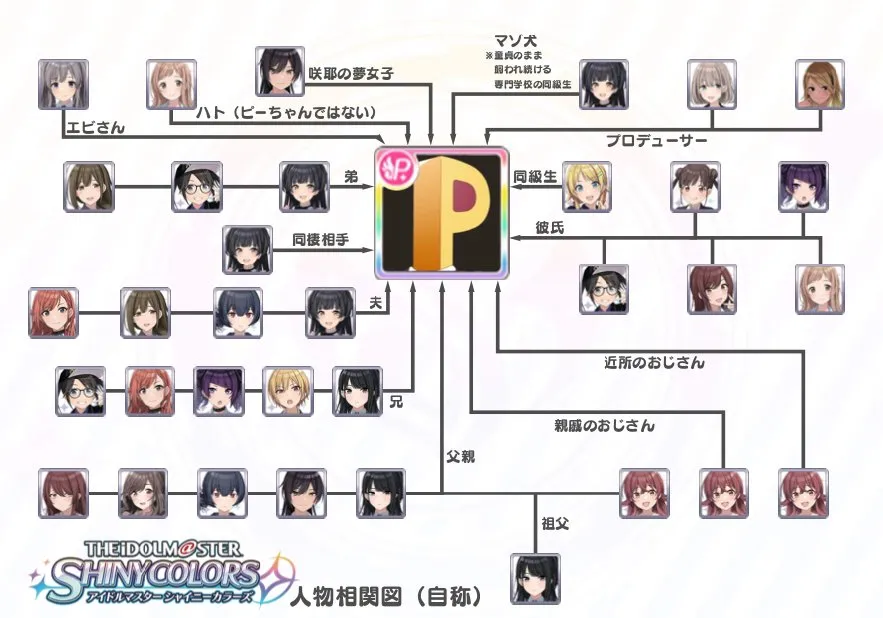 マゾ犬
※童貞のまま
飼われ続ける
専門学校の同級生
咲耶の夢女子
ハト（ピーちゃんではない）
エビさん
プロデューサー
弟
同級生
彼氏
同棲相手
夫
近所のおじさん
兄
親戚のおじさん
父親
祖父
P
P
THE iDOLM@STER
SHINY COLORS
アイドルマスター シャイニーカラーズ
人物相関図（自称）